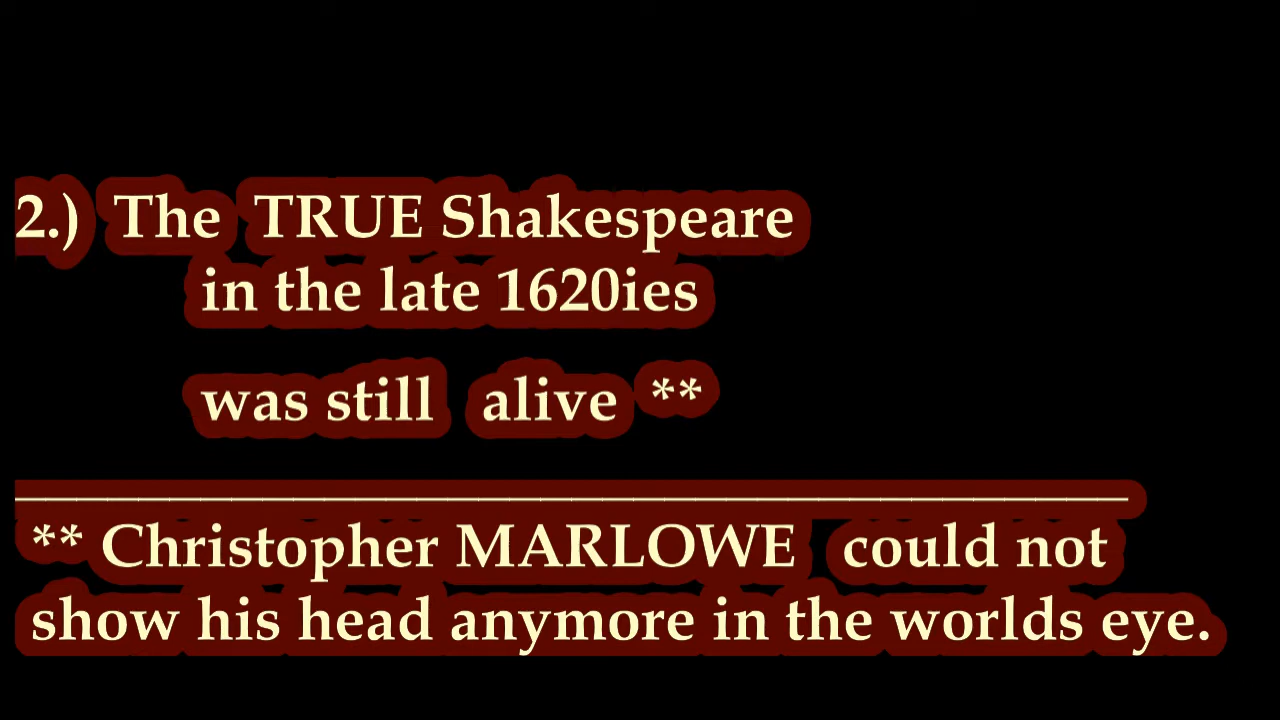 2.) The TRUE Shakespeare
in the late 1620ies
was still alive **
** Christopher MARLOWE could not
show his head anymore in the worlds eye.